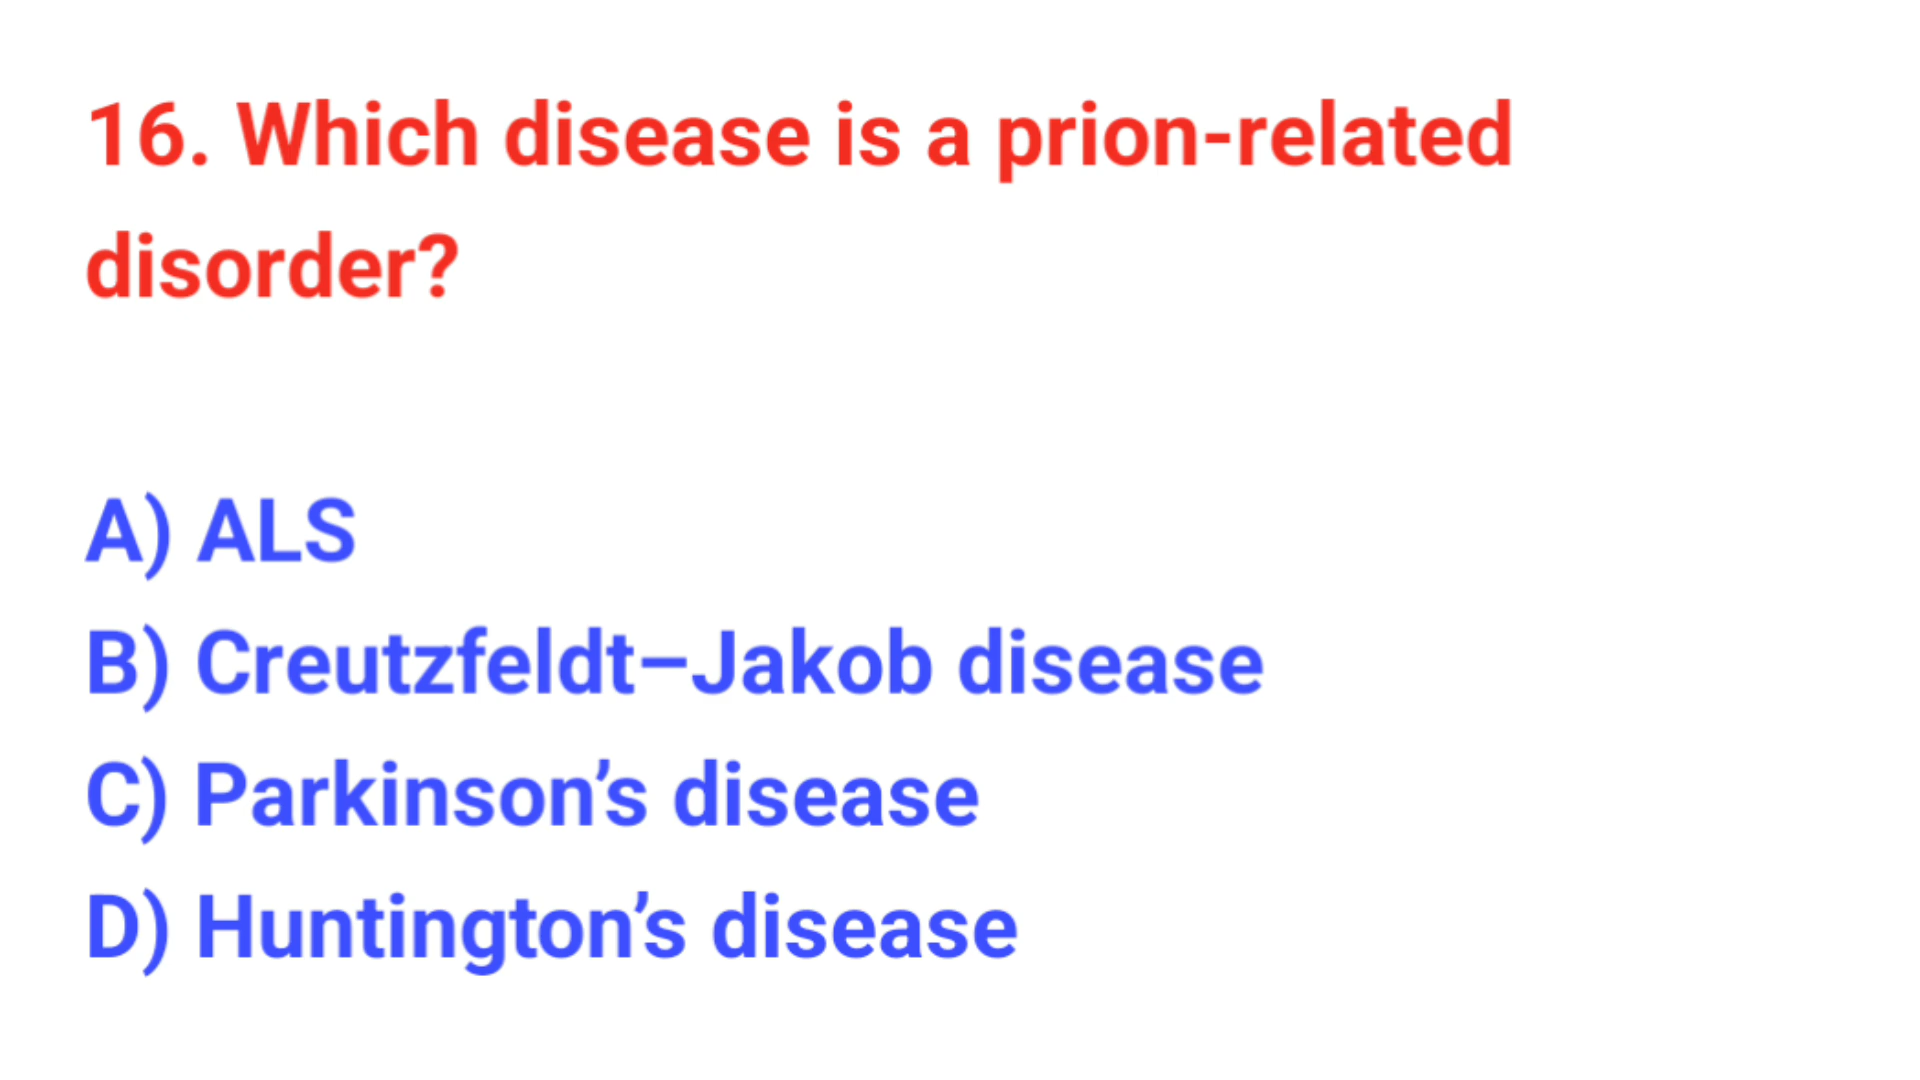 16. Which disease is a prion-related
disorder?
A) ALS
B) Creutzfeldt–Jakob disease
C) Parkinson’s disease
D) Huntington’s disease